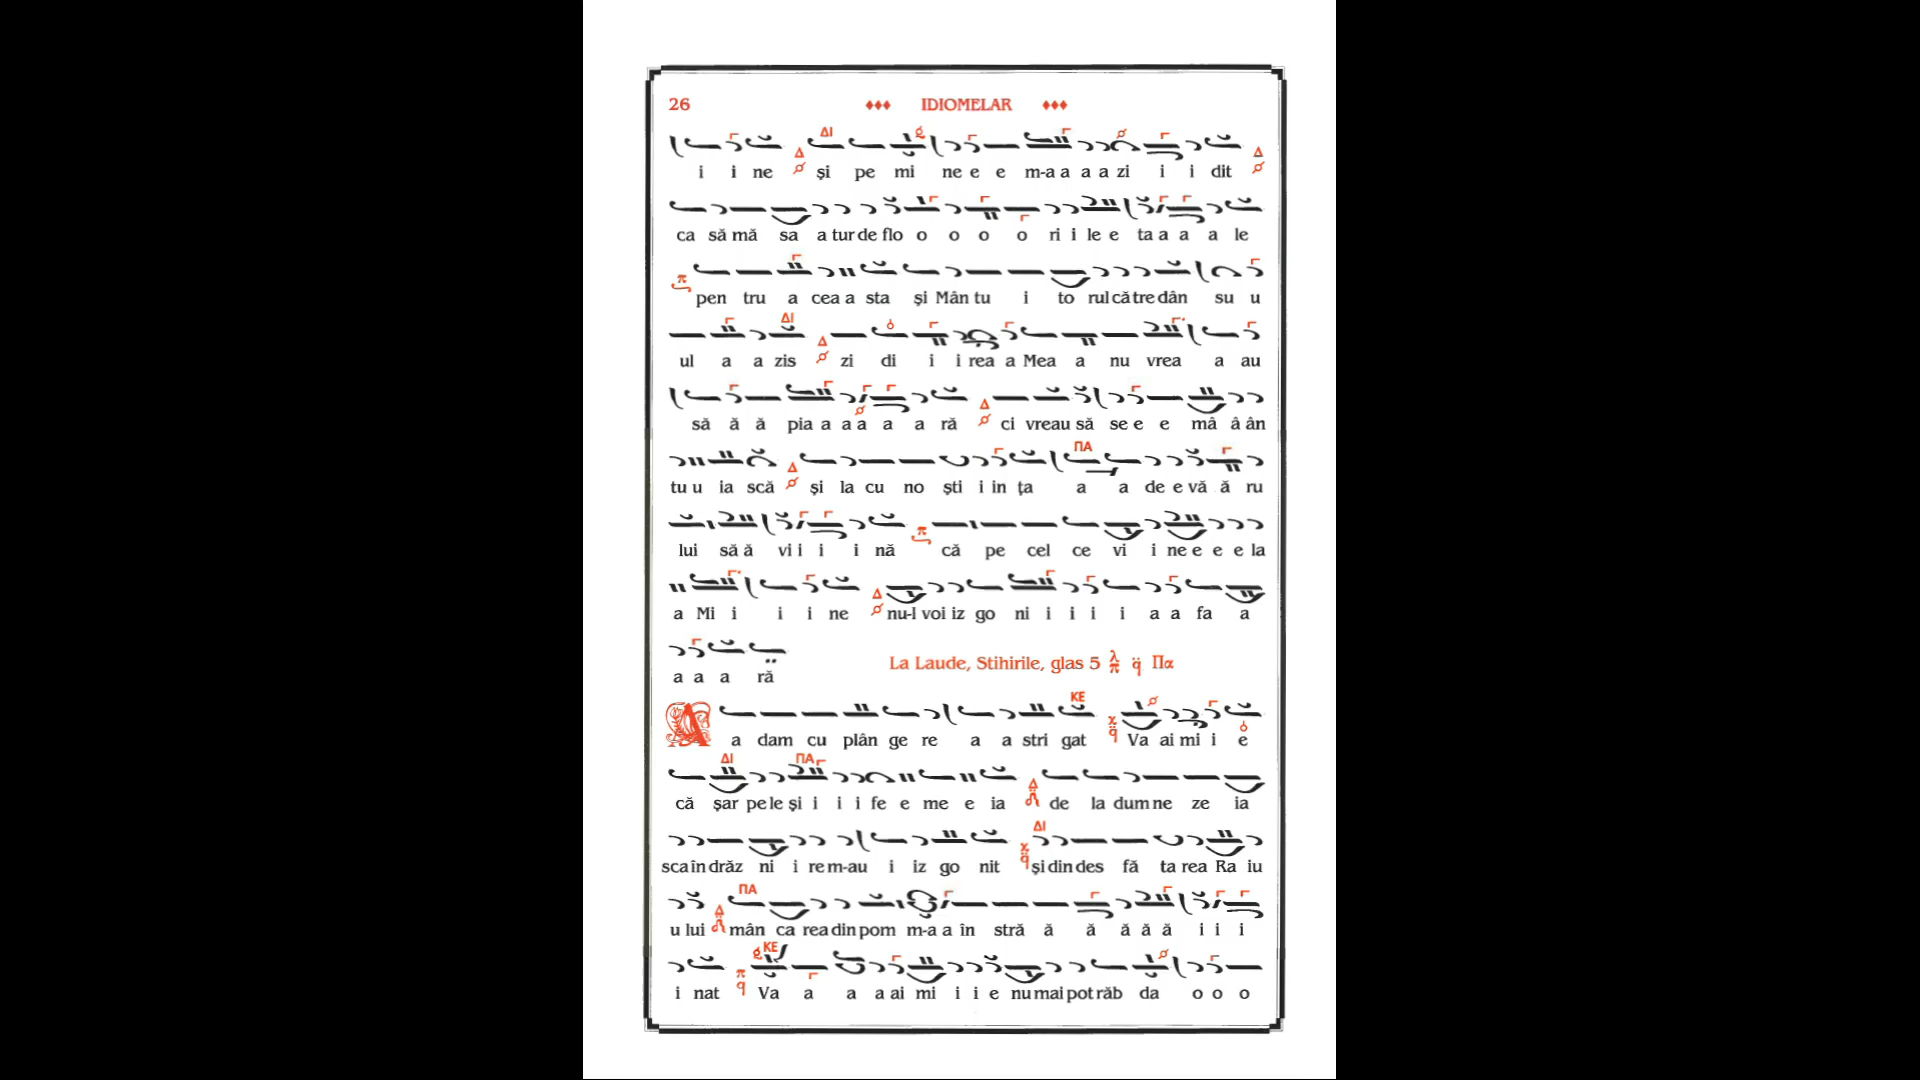 26 ♦♦♦ IDIOMELAR ♦♦♦
i i ne și pe mi ne e e m-a a a a zi i i dit
ca să mă sa a tur de flo o o o o ri i le e ta a a a le
pen tru a cea a sta și Mân tu i to rul că tre dân su u
ul a a zis zi di i i rea a Mea a nu vrea a au
să ă ă pia a a a a a ră ci vreau să se e e mâ â ân
tu u ia scă și la cu no ști i in ța a a de e vă ă ru
lui să ă vi i i i nă că pe cel ce vi i ne e e e la
a Mi i i i ne nu-l voi iz go ni i i i i a a fa a
a a a ră La Laude, Stihirile, glas 5 Πα
A a dam cu plân ge re a a stri gat Va ai mi i e
că șar pe le și i i i fe e me e ia de la dum ne ze ia
sca în drăz ni i re m-au i iz go nit și din des fă ta rea Ra iu
u lui mân ca rea din pom m-a a în stră ă ă ă ă ă i i i
i nat Va a a a ai mi i i e nu mai pot răb da o o o